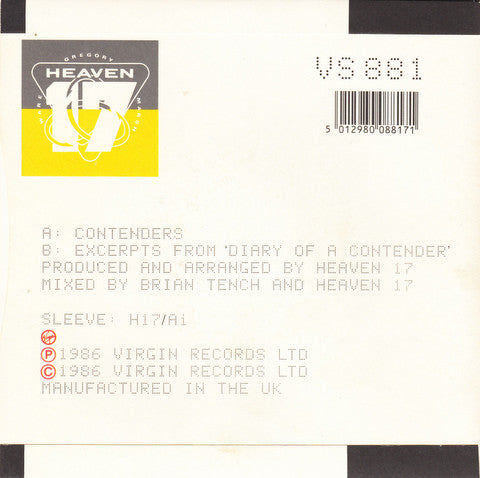 GREGORY
HEAVEN
WARE MARSH
17
VS 881
5 012980 088171
A: CONTENDERS
B: EXCERPTS FROM 'DIARY OF A CONTENDER'
PRODUCED AND ARRANGED BY HEAVEN 17
MIXED BY BRIAN TENCH AND HEAVEN 17
SLEEVE: H17/Ai
Virgin
P 1986 VIRGIN RECORDS LTD
C 1986 VIRGIN RECORDS LTD
MANUFACTURED IN THE UK